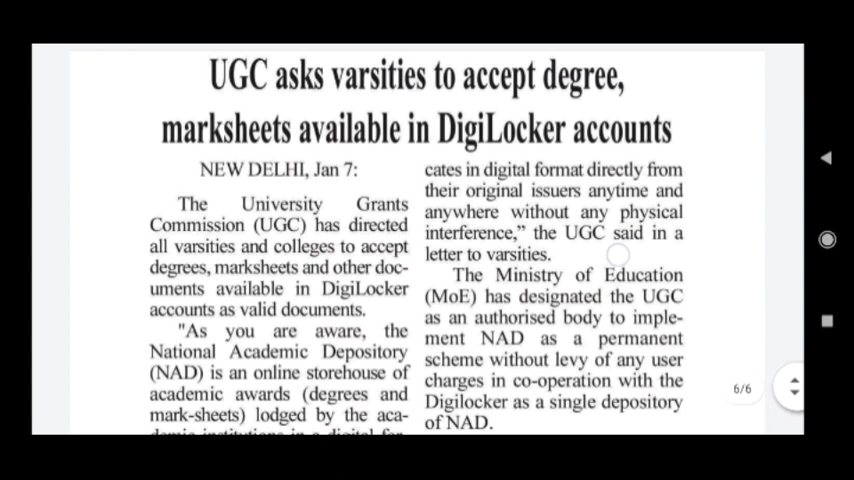 UGC asks varsities to accept degree,
marksheets available in DigiLocker accounts
NEW DELHI, Jan 7:
The University Grants
Commission (UGC) has directed
all varsities and colleges to accept
degrees, marksheets and other doc-
uments available in DigiLocker
accounts as valid documents.
"As you are aware, the
National Academic Depository
(NAD) is an online storehouse of
academic awards (degrees and
mark-sheets) lodged by the aca-
demic institutions in a digital for-
cates in digital format directly from
their original issuers anytime and
anywhere without any physical
interference,” the UGC said in a
letter to varsities.
The Ministry of Education
(MoE) has designated the UGC
as an authorised body to imple-
ment NAD as a permanent
scheme without levy of any user
charges in co-operation with the
Digilocker as a single depository
of NAD.
6/6